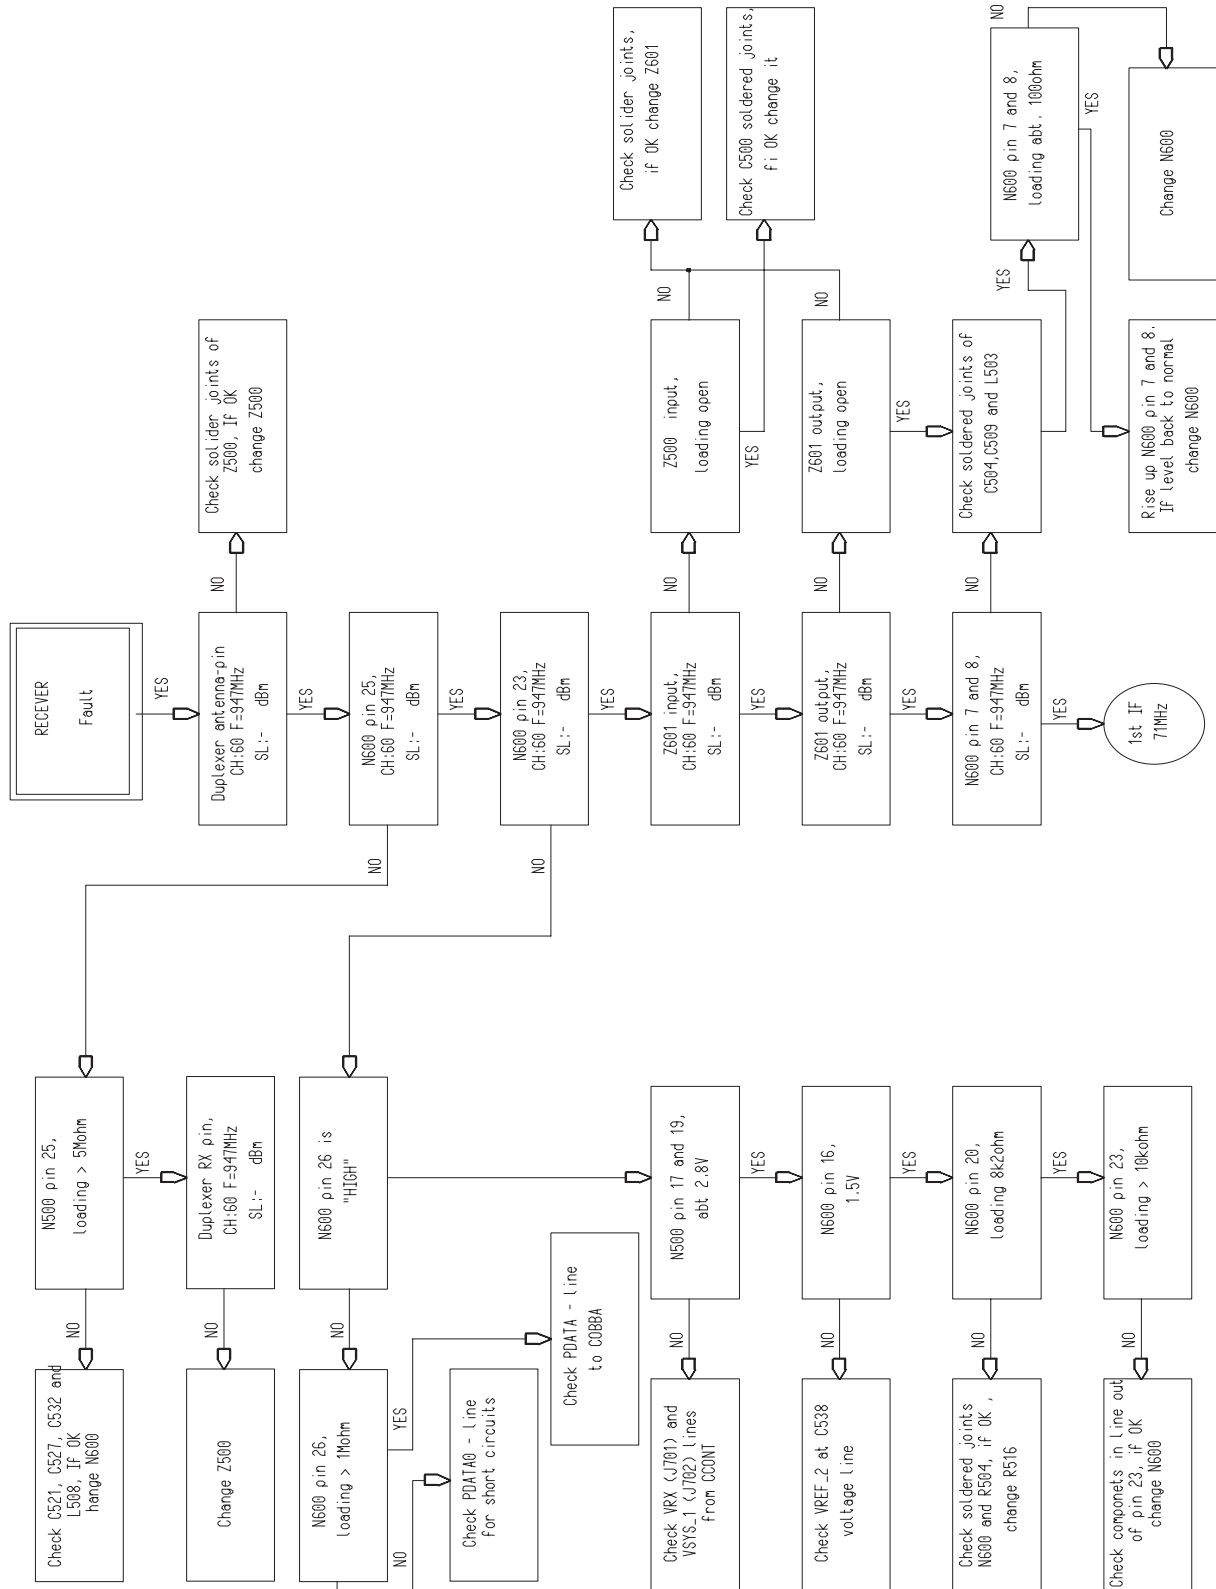 RECEVER
Fault
YES
Duplexer antenna-pin
CH:60 F=947MHz
SL:- dBm
NO
Check solider joints of
Z500, If OK
change Z500
YES
N600 pin 25,
CH:60 F=947MHz
SL:- dBm
NO
N500 pin 25,
loading > 5Mohm
NO
Check C521, C527, C532 and
L508, If OK
hange N600
YES
Duplexer RX pin,
CH:60 F=947MHz
SL:- dBm
NO
Change Z500
YES
N600 pin 23,
CH:60 F=947MHz
SL:- dBm
NO
N600 pin 26 is
"HIGH"
NO
N600 pin 26,
loading > 1Mohm
YES
Check PDATA - line
to COBBA
NO
Check PDATA0 - line
for short circuits
N500 pin 17 and 19,
abt 2.8V
NO
Check VRX (J701) and
VSYS_1 (J702) lines
from CCONT
YES
N600 pin 16,
1.5V
NO
Check VREF_2 at C538
voltage line
YES
N600 pin 20,
loading 8k2ohm
NO
Check soldered joints
N600 and R504, if OK ,
change R516
YES
N600 pin 23,
loading > 10kohm
NO
Check componets in line out
of pin 23, if OK
change N600
YES
Z601 input,
CH:60 F=947MHz
SL:- dBm
NO
Z500 input,
loading open
NO
Check solider joints,
if OK change Z601
YES
Check C500 soldered joints,
fi OK change it
YES
Z601 output,
CH:60 F=947MHz
SL:- dBm
NO
Z601 output,
loading open
NO
YES
YES
N600 pin 7 and 8,
CH:60 F=947MHz
SL:- dBm
NO
Check soldered joints of
C504,C509 and L503
YES
N600 pin 7 and 8,
loading abt. 100ohm
NO
Change N600
YES
Rise up N600 pin 7 and 8,
If level back to normal
change N600
YES
1st IF
71MHz